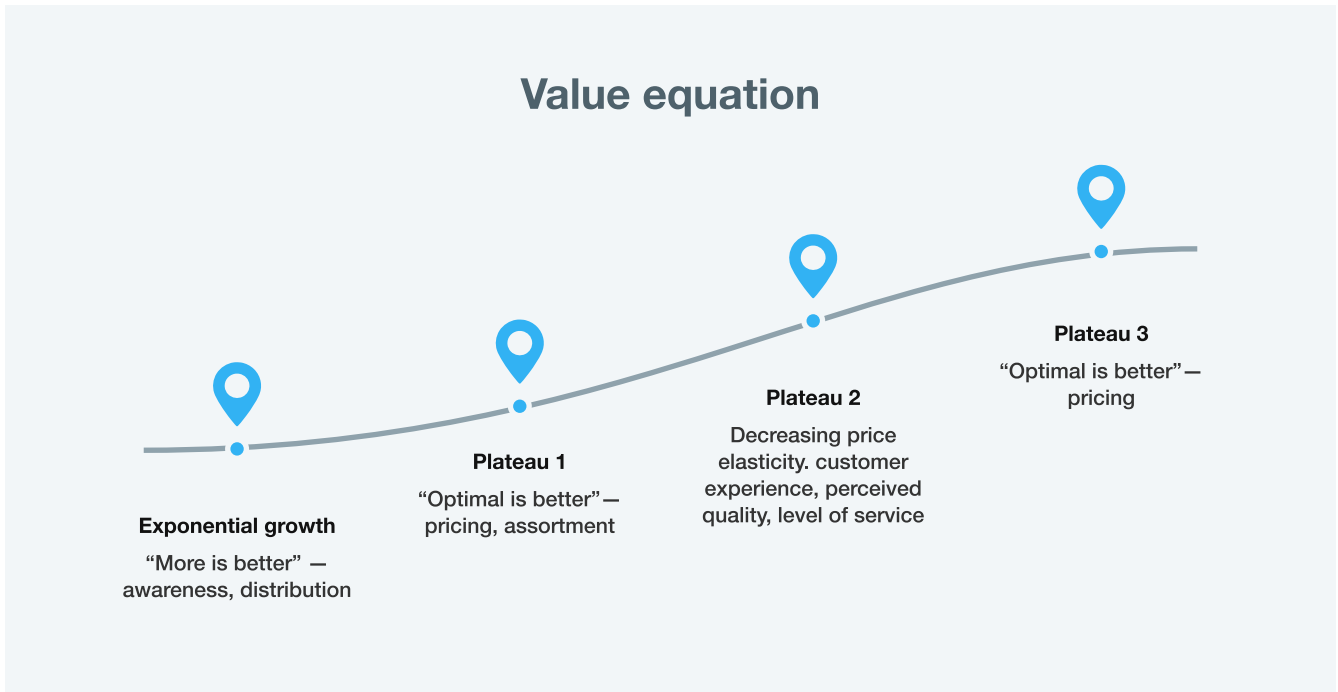 Value equation
Exponential growth
“More is better” —
awareness, distribution
Plateau 1
“Optimal is better”—
pricing, assortment
Plateau 2
Decreasing price
elasticity. customer
experience, perceived
quality, level of service
Plateau 3
“Optimal is better”—
pricing